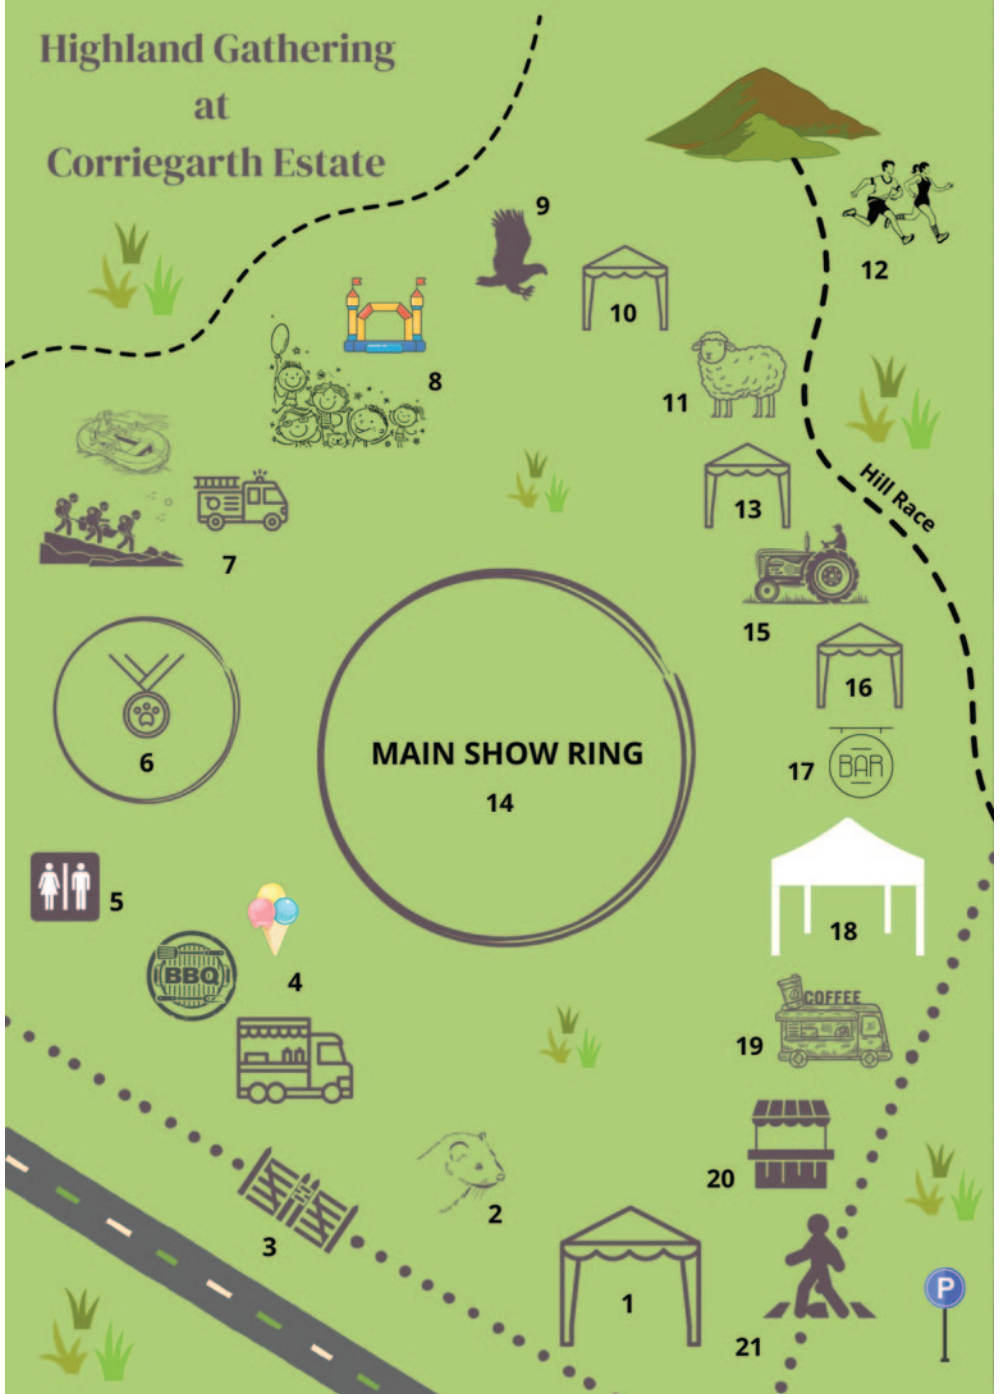 Highland Gathering
at
Corriegarth Estate
9
12
10
8
11
Hill Race
13
7
15
16
6
MAIN SHOW RING
14
17
BAR
5
18
BBQ
4
COFFEE
19
20
2
3
1
21
P